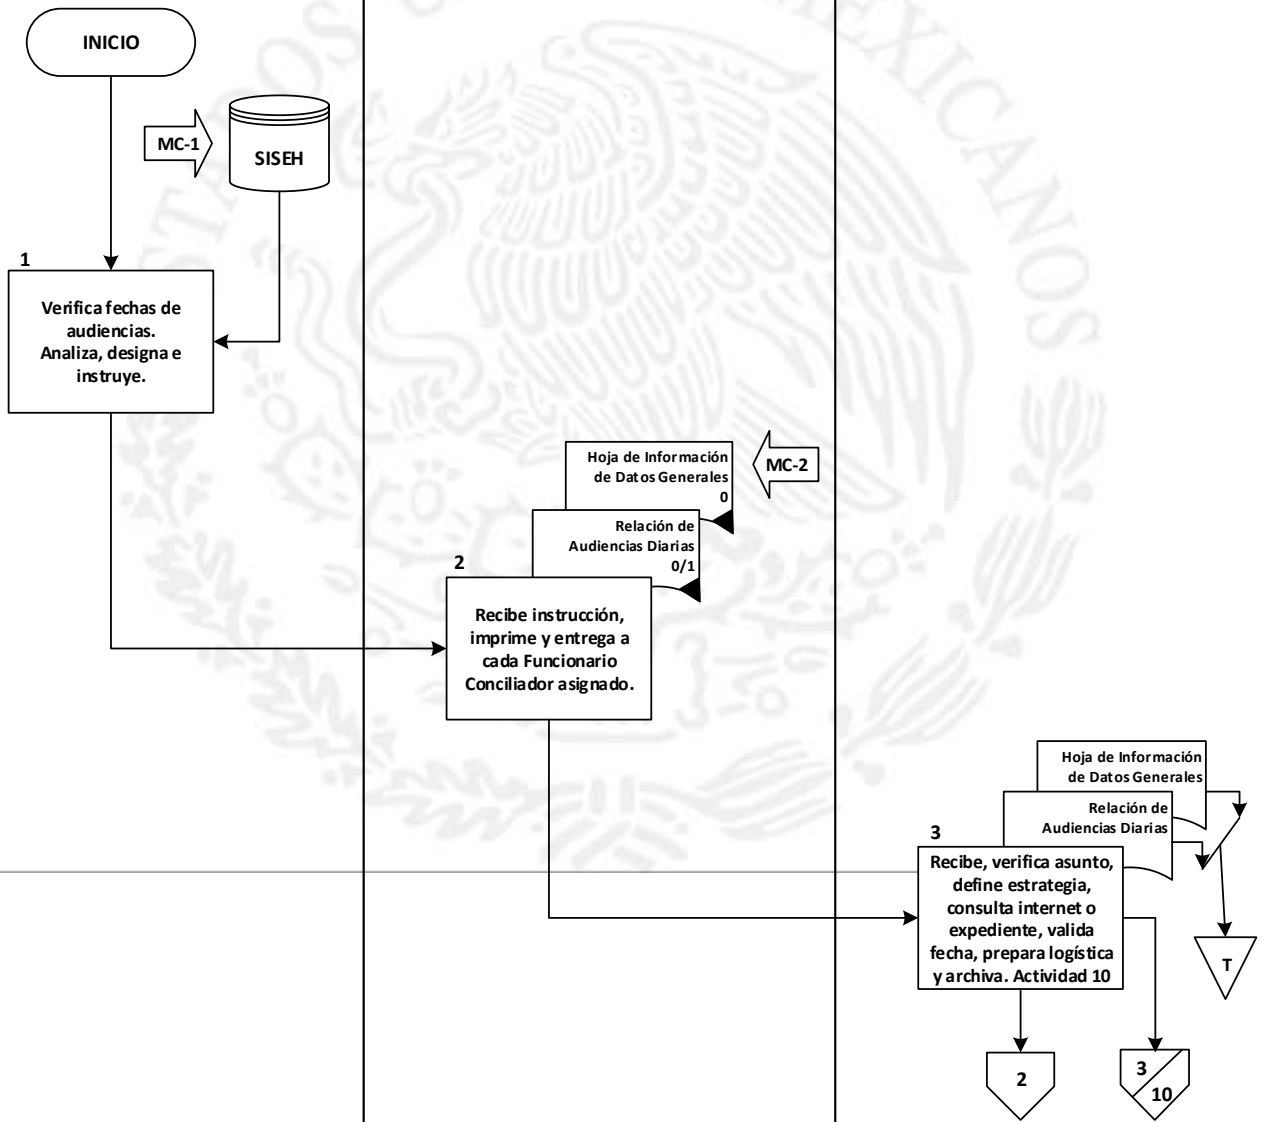 ESTADOS UNIDOS MEXICANOS
INICIO
MC-1
SISEH
1
Verifica fechas de
audiencias.
Analiza, designa e
instruye.
Hoja de Información
de Datos Generales
0
MC-2
Relación de
Audiencias Diarias
0/1
2
Recibe instrucción,
imprime y entrega a
cada Funcionario
Conciliador asignado.
Hoja de Información
de Datos Generales
Relación de
Audiencias Diarias
3
Recibe, verifica asunto,
define estrategia,
consulta internet o
expediente, valida
fecha, prepara logística
y archiva. Actividad 10
T
2
3
10